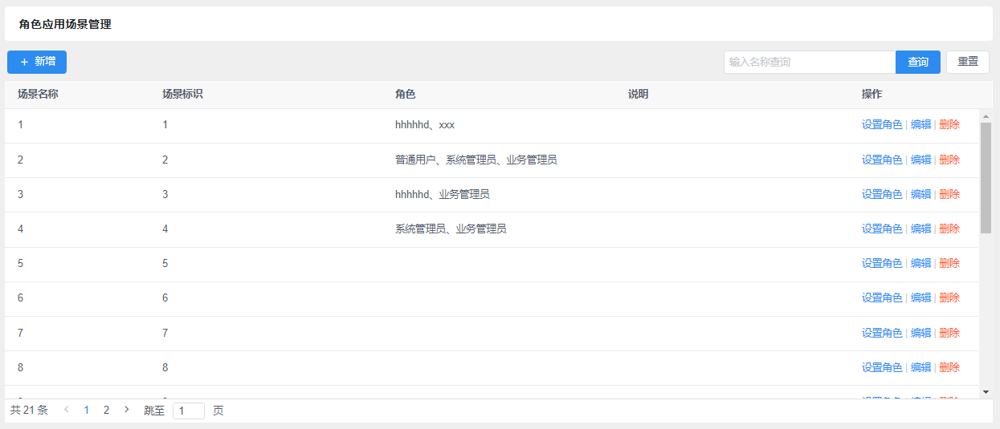 角色应用场景管理
+ 新增
输入名称查询 查询 重置
场景名称 场景标识 角色 说明 操作
1 1 hhhhhd、xxx 设置角色 | 编辑 | 删除
2 2 普通用户、系统管理员、业务管理员 设置角色 | 编辑 | 删除
3 3 hhhhhd、业务管理员 设置角色 | 编辑 | 删除
4 4 系统管理员、业务管理员 设置角色 | 编辑 | 删除
5 5 设置角色 | 编辑 | 删除
6 6 设置角色 | 编辑 | 删除
7 7 设置角色 | 编辑 | 删除
8 8 设置角色 | 编辑 | 删除
共 21 条 < 1 2 > 跳至 1 页